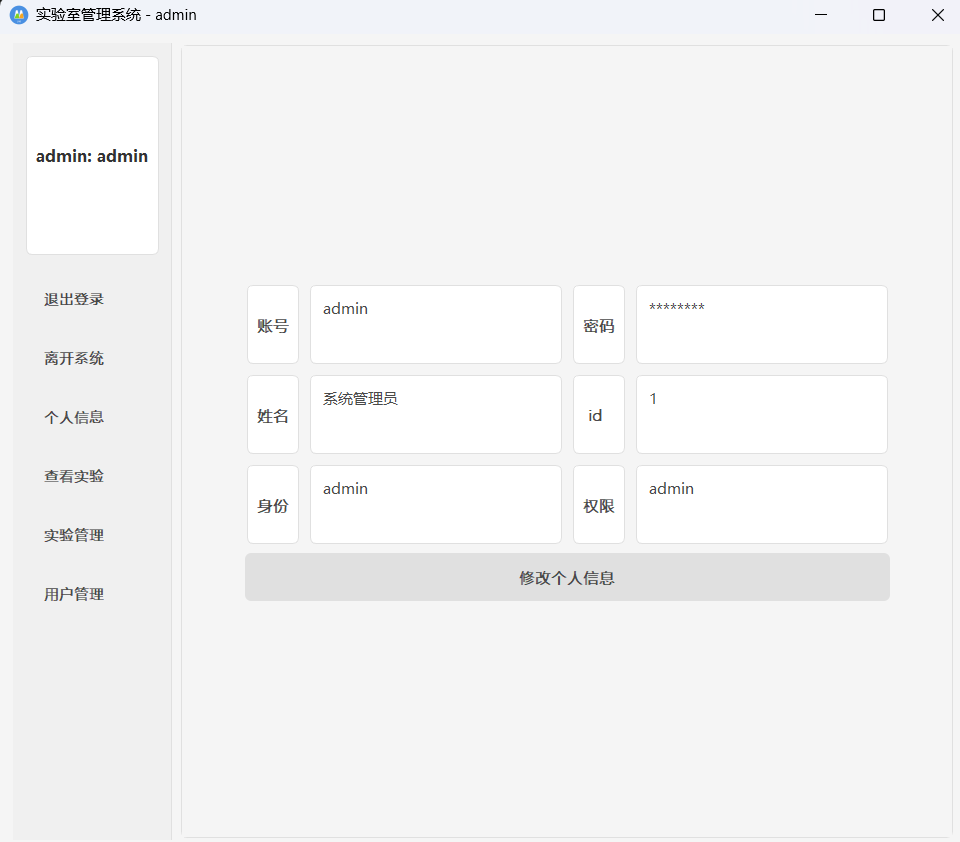 实验室管理系统 - admin
admin: admin
退出登录
离开系统
个人信息
查看实验
实验管理
用户管理
账号
admin
密码
********
姓名
系统管理员
id
1
身份
admin
权限
admin
修改个人信息